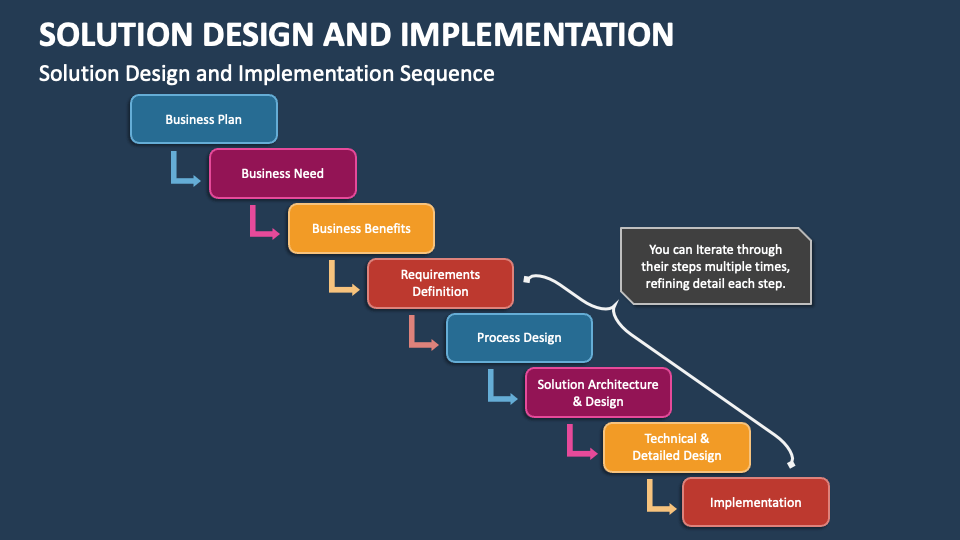 SOLUTION DESIGN AND IMPLEMENTATION
Solution Design and Implementation Sequence
Business Plan
Business Need
Business Benefits
You can Iterate through
their steps multiple times,
refining detail each step.
Requirements
Definition
Process Design
Solution Architecture
& Design
Technical &
Detailed Design
Implementation